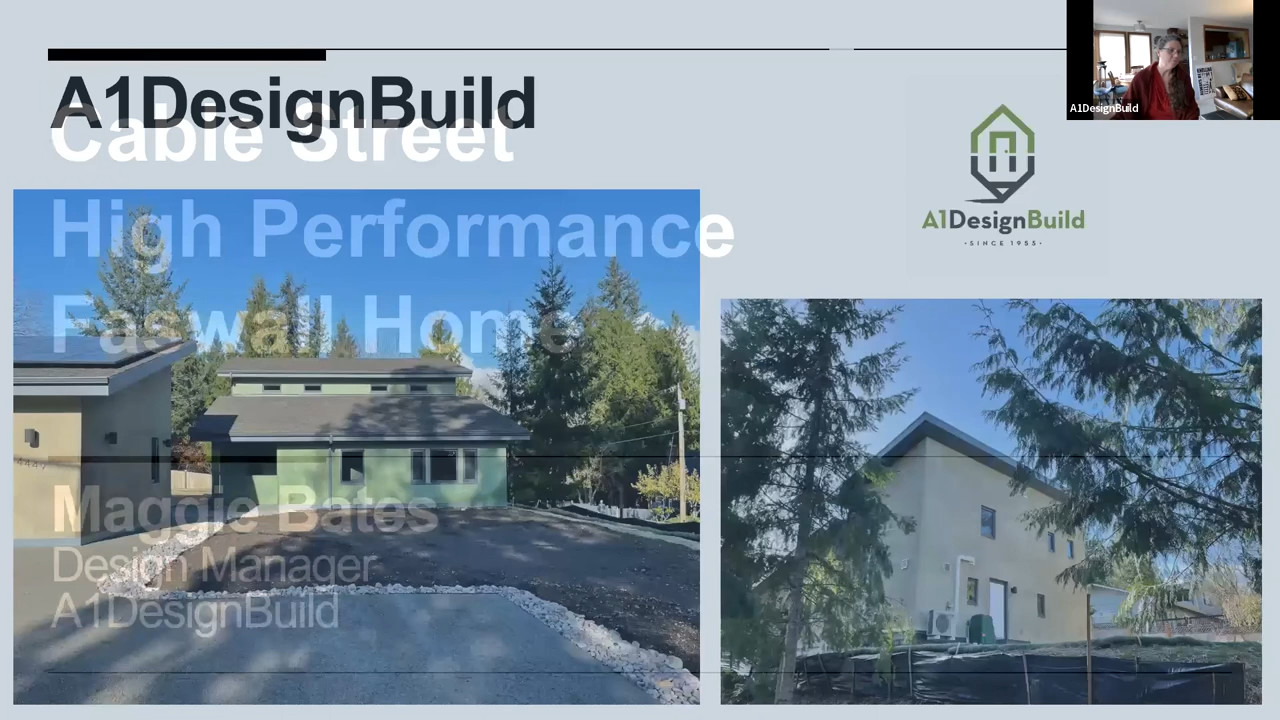 A1DesignBuild
Cable Street
High Performance
Faswall Home
Maggie Bates
Design Manager
A1DesignBuild
A1DesignBuild
A1DesignBuild
·SINCE 1955·